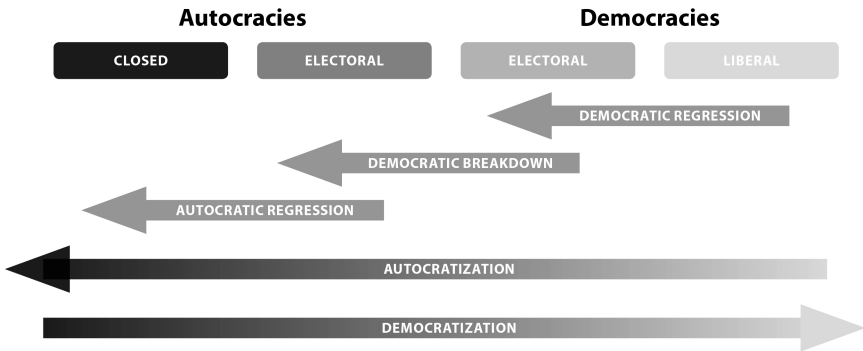 Autocracies Democracies
CLOSED ELECTORAL ELECTORAL LIBERAL
DEMOCRATIC REGRESSION
DEMOCRATIC BREAKDOWN
AUTOCRATIC REGRESSION
AUTOCRATIZATION
DEMOCRATIZATION